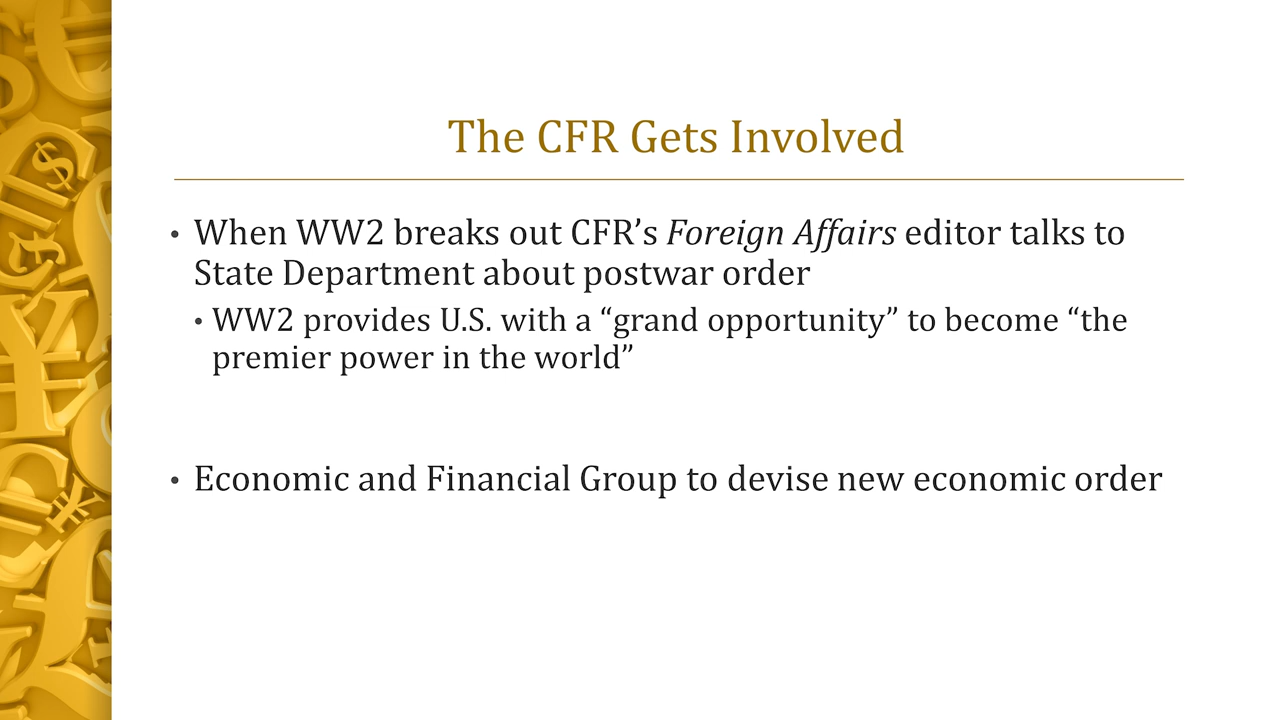 The CFR Gets Involved
• When WW2 breaks out CFR’s Foreign Affairs editor talks to
State Department about postwar order
• WW2 provides U.S. with a “grand opportunity” to become “the
premier power in the world”
• Economic and Financial Group to devise new economic order